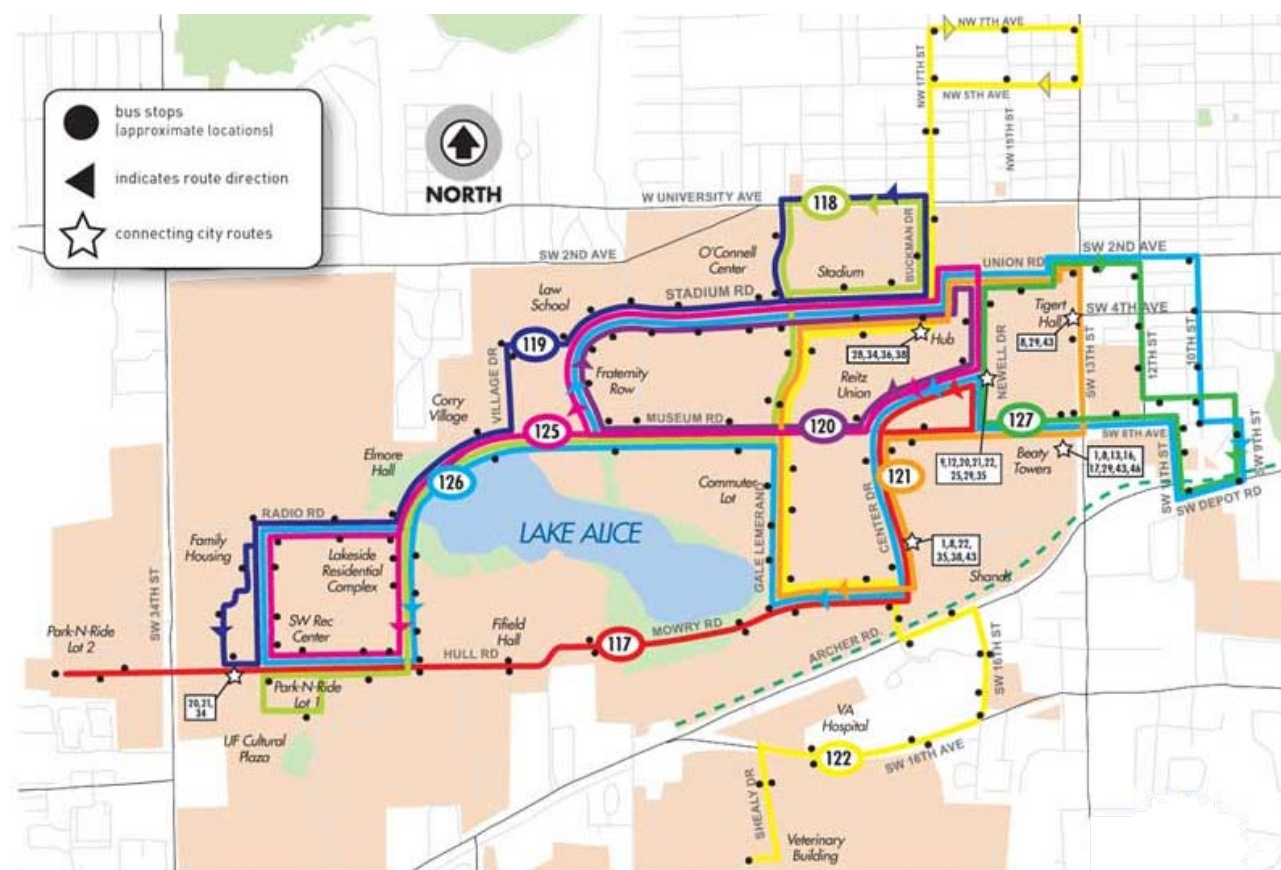 bus stops
(approximate locations)
indicates route direction
connecting city routes
NORTH
NW 7TH AVE
NW 17TH ST
NW 5TH AVE
NW 15TH ST
W UNIVERSITY AVE
118
BUCKMAN DR
SW 2ND AVE
O'Connell
Center
Stadium
UNION RD
SW 2ND AVE
Law
School
STADIUM RD
Tigert
Hall
SW 4TH AVE
8,29,43
119
28,34,36,38
Hub
VILLAGE DR
Fraternity
Row
Reitz
Union
NEWELL DR
SW 13TH ST
12TH ST
10TH ST
Corry
Village
MUSEUM RD
125
120
127
SW 8TH AVE
Elmore
Hall
126
Commuter
Lot
121
9,12,20,21,22,
25,29,35
Beaty
Towers
1,8,13,16,
17,29,43,46
SW 11TH ST
SW 9TH ST
SW DEPOT RD
RADIO RD
LAKE ALICE
GALE LEMERAND
CENTER DR
Family
Housing
Lakeside
Residential
Complex
1,8,22,
35,38,43
Shands
SW 34TH ST
SW Rec
Center
Fifield
Hall
MOWRY RD
Park-N-Ride
Lot 2
HULL RD
117
ARCHER RD
SW 16TH ST
20,21,
34
Park-N-Ride
Lot 1
VA
Hospital
UF Cultural
Plaza
122
SW 16TH AVE
SHEALY DR
Veterinary
Building